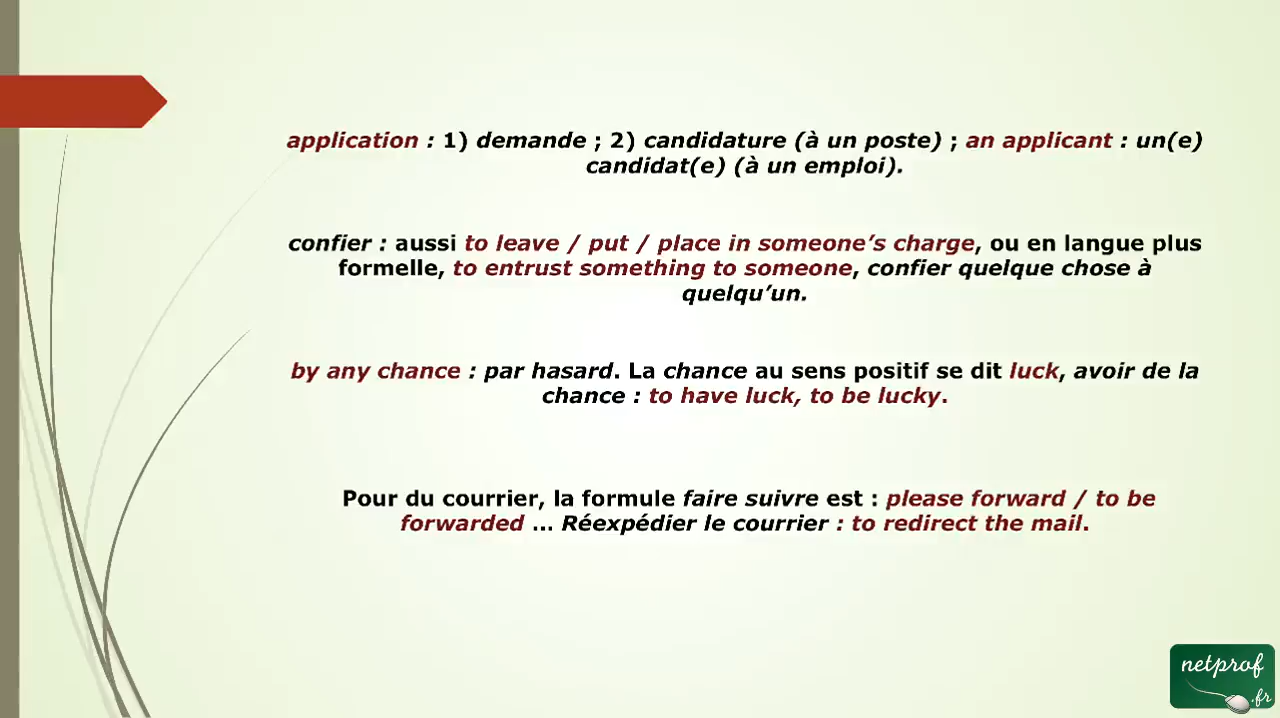 application : 1) demande ; 2) candidature (à un poste) ; an applicant : un(e)
candidat(e) (à un emploi).
confier : aussi to leave / put / place in someone’s charge, ou en langue plus
formelle, to entrust something to someone, confier quelque chose à
quelqu’un.
by any chance : par hasard. La chance au sens positif se dit luck, avoir de la
chance : to have luck, to be lucky.
Pour du courrier, la formule faire suivre est : please forward / to be
forwarded … Réexpédier le courrier : to redirect the mail.
netprof
.fr